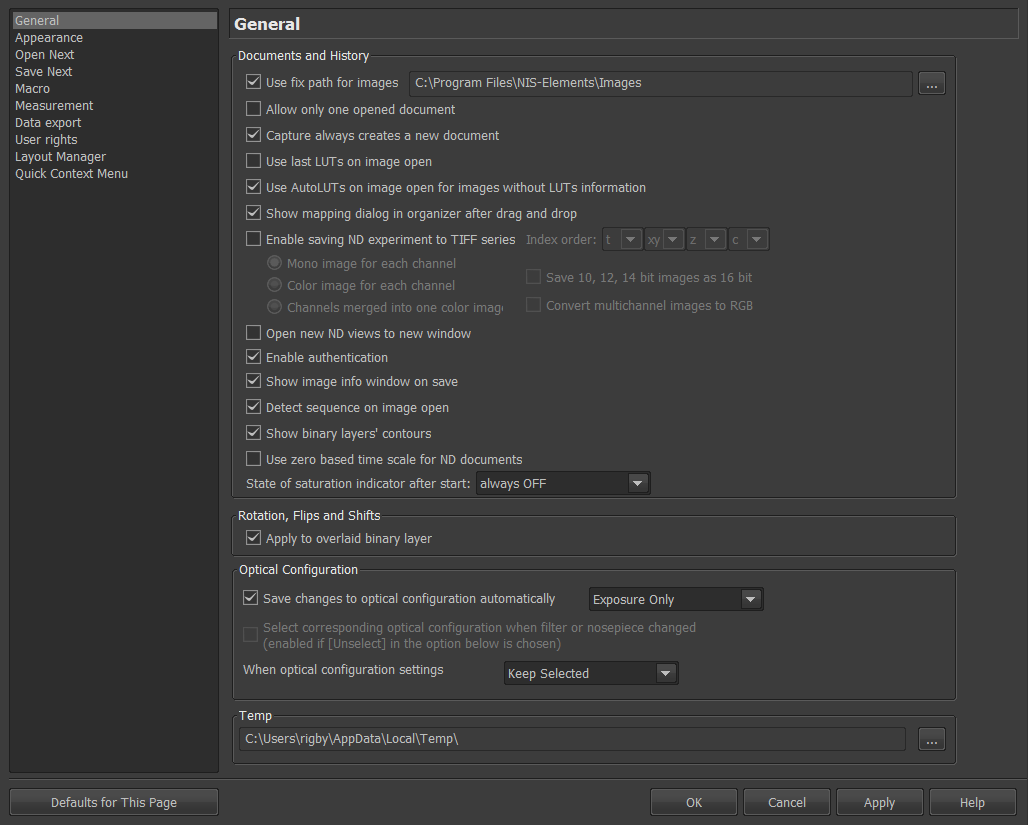 General
Appearance
Open Next
Save Next
Macro
Measurement
Data export
User rights
Layout Manager
Quick Context Menu
General
Documents and History
Use fix path for images C:\Program Files\NIS-Elements\Images ...
Allow only one opened document
Capture always creates a new document
Use last LUTs on image open
Use AutoLUTs on image open for images without LUTs information
Show mapping dialog in organizer after drag and drop
Enable saving ND experiment to TIFF series Index order: t xy z c
Mono image for each channel
Color image for each channel
Channels merged into one color image
Save 10, 12, 14 bit images as 16 bit
Convert multichannel images to RGB
Open new ND views to new window
Enable authentication
Show image info window on save
Detect sequence on image open
Show binary layers' contours
Use zero based time scale for ND documents
State of saturation indicator after start: always OFF
Rotation, Flips and Shifts
Apply to overlaid binary layer
Optical Configuration
Save changes to optical configuration automatically Exposure Only
Select corresponding optical configuration when filter or nosepiece changed
(enabled if [Unselect] in the option below is chosen)
When optical configuration settings Keep Selected
Temp
C:\Users\rigby\AppData\Local\Temp\ ...
Defaults for This Page OK Cancel Apply Help